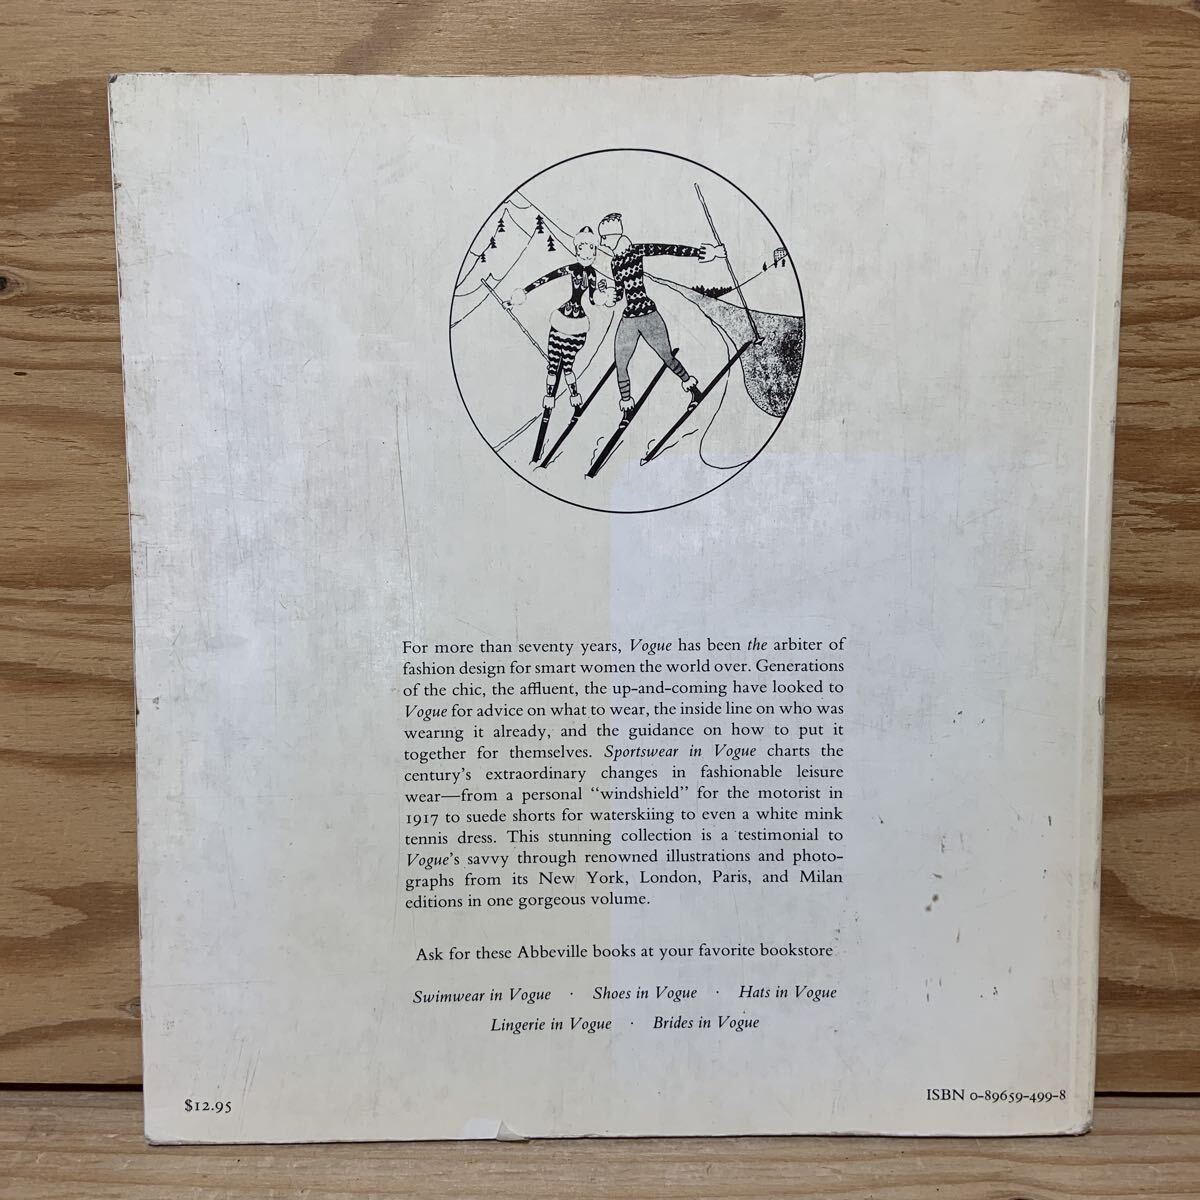 For more than seventy years, Vogue has been the arbiter of
fashion design for smart women the world over. Generations
of the chic, the affluent, the up-and-coming have looked to
Vogue for advice on what to wear, the inside line on who was
wearing it already, and the guidance on how to put it
together for themselves. Sportswear in Vogue charts the
century's extraordinary changes in fashionable leisure
wear—from a personal “windshield” for the motorist in
1917 to suede shorts for waterskiing to even a white mink
tennis dress. This stunning collection is a testimonial to
Vogue's savvy through renowned illustrations and photo-
graphs from its New York, London, Paris, and Milan
editions in one gorgeous volume.
Ask for these Abbeville books at your favorite bookstore
Swimwear in Vogue · Shoes in Vogue · Hats in Vogue
Lingerie in Vogue · Brides in Vogue
$12.95
ISBN 0-89659-499-8